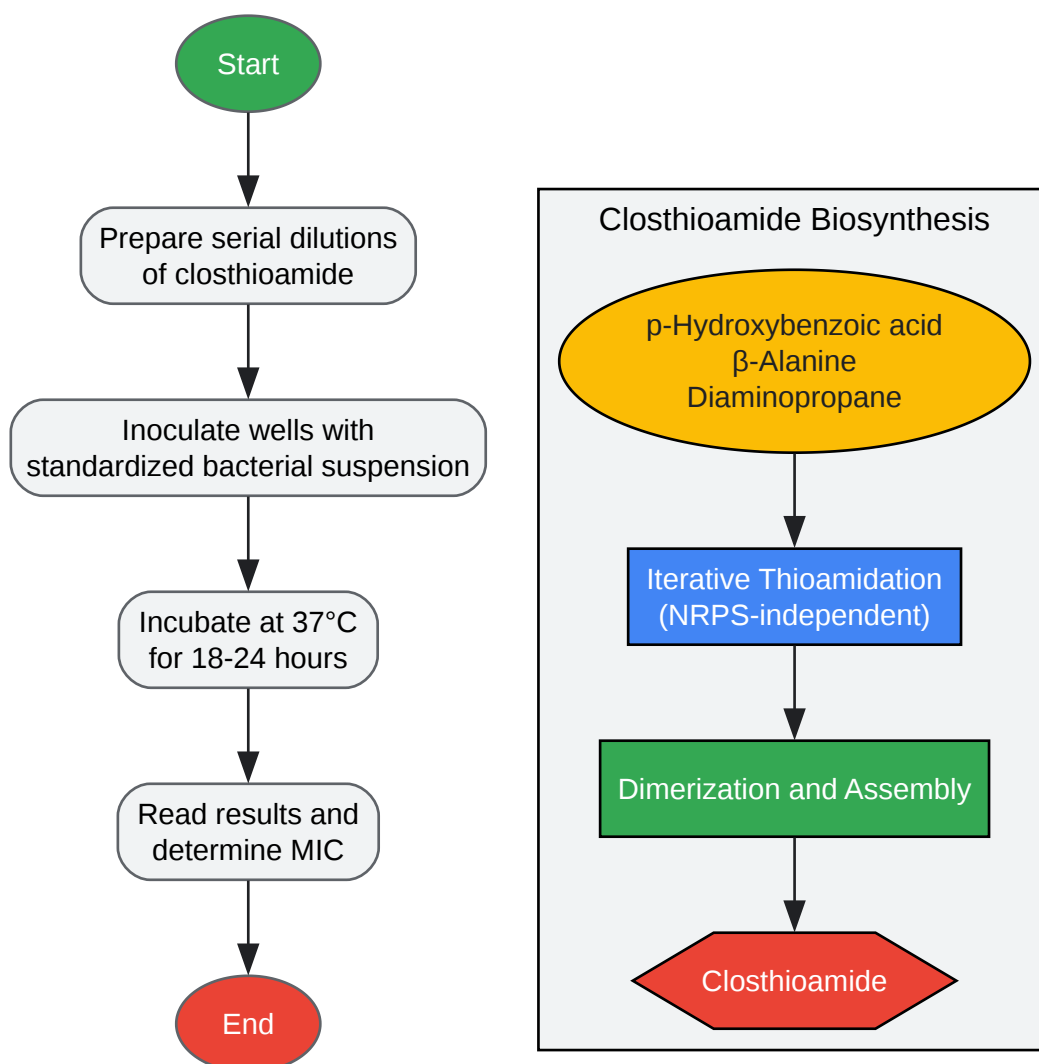 Start
Prepare serial dilutions
of closthioamide
Inoculate wells with
standardized bacterial suspension
Incubate at 37°C
for 18-24 hours
Read results and
determine MIC
End
Closthioamide Biosynthesis
p-Hydroxybenzoic acid
β-Alanine
Diaminopropane
Iterative Thioamidation
(NRPS-independent)
Dimerization and Assembly
Closthioamide